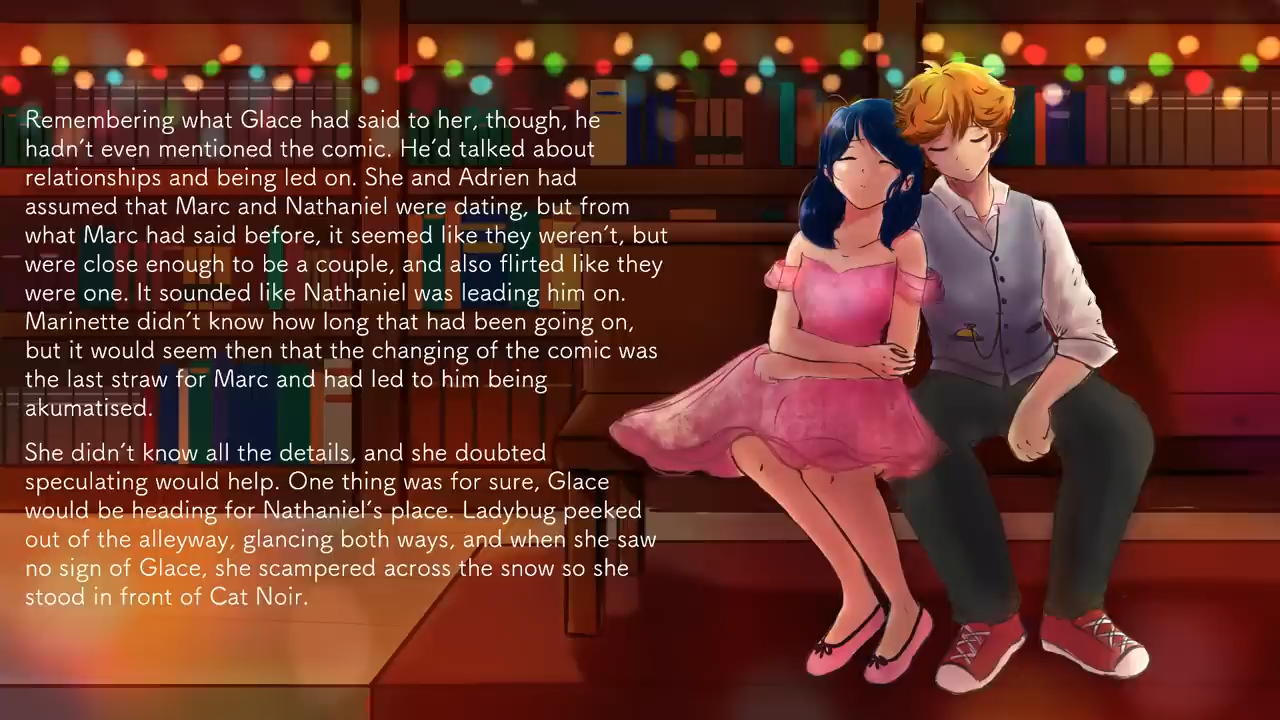 Remembering what Glace had said to her, though, he
hadn't even mentioned the comic. He'd talked about
relationships and being led on. She and Adrien had
assumed that Marc and Nathaniel were dating, but from
what Marc had said before, it seemed like they weren't, but
were close enough to be a couple, and also flirted like they
were one. It sounded like Nathaniel was leading him on.
Marinette didn't know how long that had been going on,
but it would seem then that the changing of the comic was
the last straw for Marc and had led to him being
akumatised.
She didn't know all the details, and she doubted
speculating would help. One thing was for sure, Glace
would be heading for Nathaniel's place. Ladybug peeked
out of the alleyway, glancing both ways, and when she saw
no sign of Glace, she scampered across the snow so she
stood in front of Cat Noir.